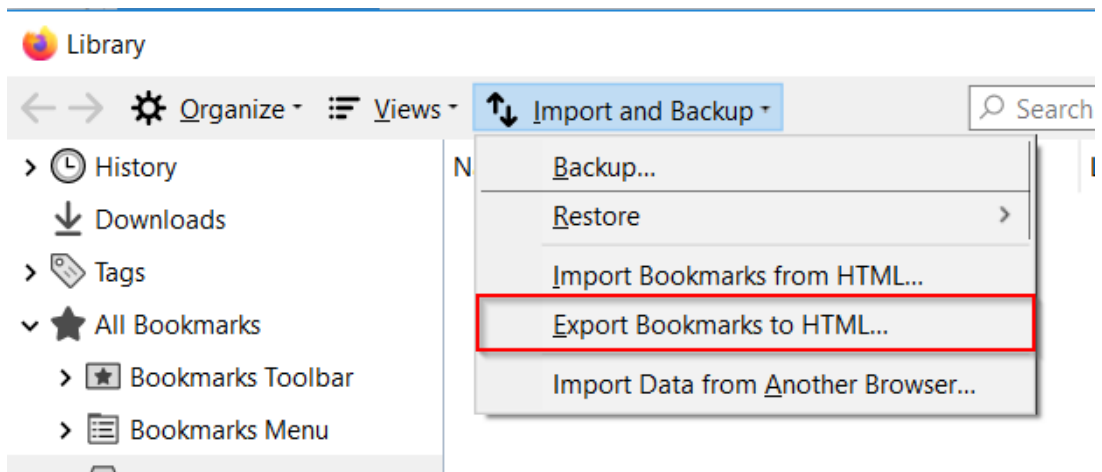 Library
Organize Views Import and Backup Search
History
Downloads
Tags
All Bookmarks
Bookmarks Toolbar
Bookmarks Menu
N
Backup...
Restore
Import Bookmarks from HTML...
Export Bookmarks to HTML...
Import Data from Another Browser...